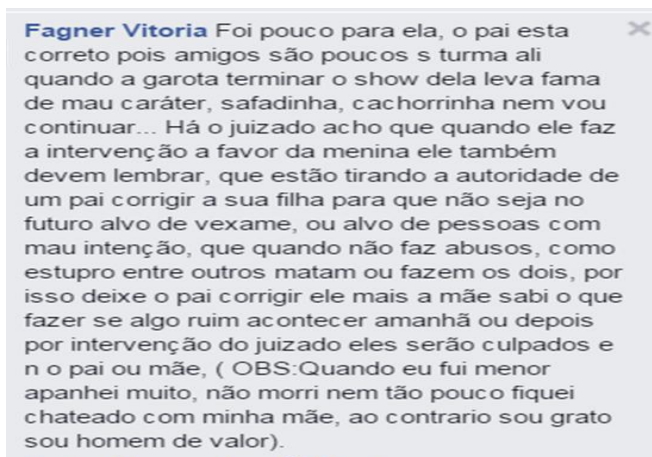 Fagner Vitoria Foi pouco para ela, o pai esta
correto pois amigos são poucos s turma ali
quando a garota terminar o show dela leva fama
de mau caráter, safadinha, cachorrinha nem vou
continuar... Há o juizado acho que quando ele faz
a intervenção a favor da menina ele também
devem lembrar, que estão tirando a autoridade de
um pai corrigir a sua filha para que não seja no
futuro alvo de vexame, ou alvo de pessoas com
mau intenção, que quando não faz abusos, como
estupro entre outros matam ou fazem os dois, por
isso deixe o pai corrigir ele mais a mãe sabi o que
fazer se algo ruim acontecer amanhã ou depois
por intervenção do juizado eles serão culpados e
n o pai ou mãe, ( OBS:Quando eu fui menor
apanhei muito, não morri nem tão pouco fiquei
chateado com minha mãe, ao contrario sou grato
sou homem de valor).